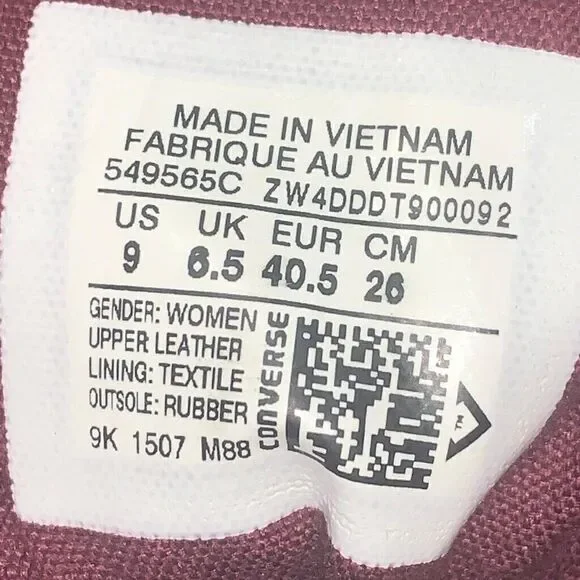 MADE IN VIETNAM
FABRIQUE AU VIETNAM
549565C ZW4DDDT900092
US UK EUR CM
9 6.5 40.5 26
GENDER: WOMEN
UPPER LEATHER
LINING: TEXTILE
OUTSOLE: RUBBER
9K 1507 M88
CONVERSE